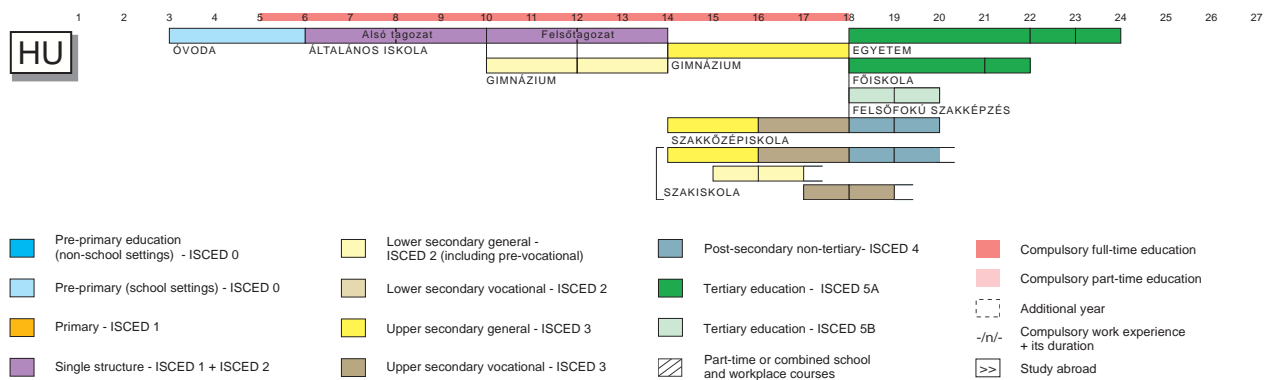 1 2 3 4 5 6 7 8 9 10 11 12 13 14 15 16 17 18 19 20 21 22 23 24 25 26 27
HU
Alsó tagozat Felsőtagozat
ÓVODA ÁLTALÁNOS ISKOLA EGYETEM
GIMNÁZIUM GIMNÁZIUM
FŐISKOLA
FELSŐFOKÚ SZAKKÉPZÉS
SZAKKÖZÉPISKOLA
SZAKISKOLA
Pre-primary education
(non-school settings) - ISCED 0
Pre-primary (school settings) - ISCED 0
Primary - ISCED 1
Single structure - ISCED 1 + ISCED 2
Lower secondary general -
ISCED 2 (including pre-vocational)
Lower secondary vocational - ISCED 2
Upper secondary general - ISCED 3
Upper secondary vocational - ISCED 3
Post-secondary non-tertiary- ISCED 4
Tertiary education - ISCED 5A
Tertiary education - ISCED 5B
Part-time or combined school
and workplace courses
Compulsory full-time education
Compulsory part-time education
Additional year
-/n/- Compulsory work experience
+ its duration
>> Study abroad